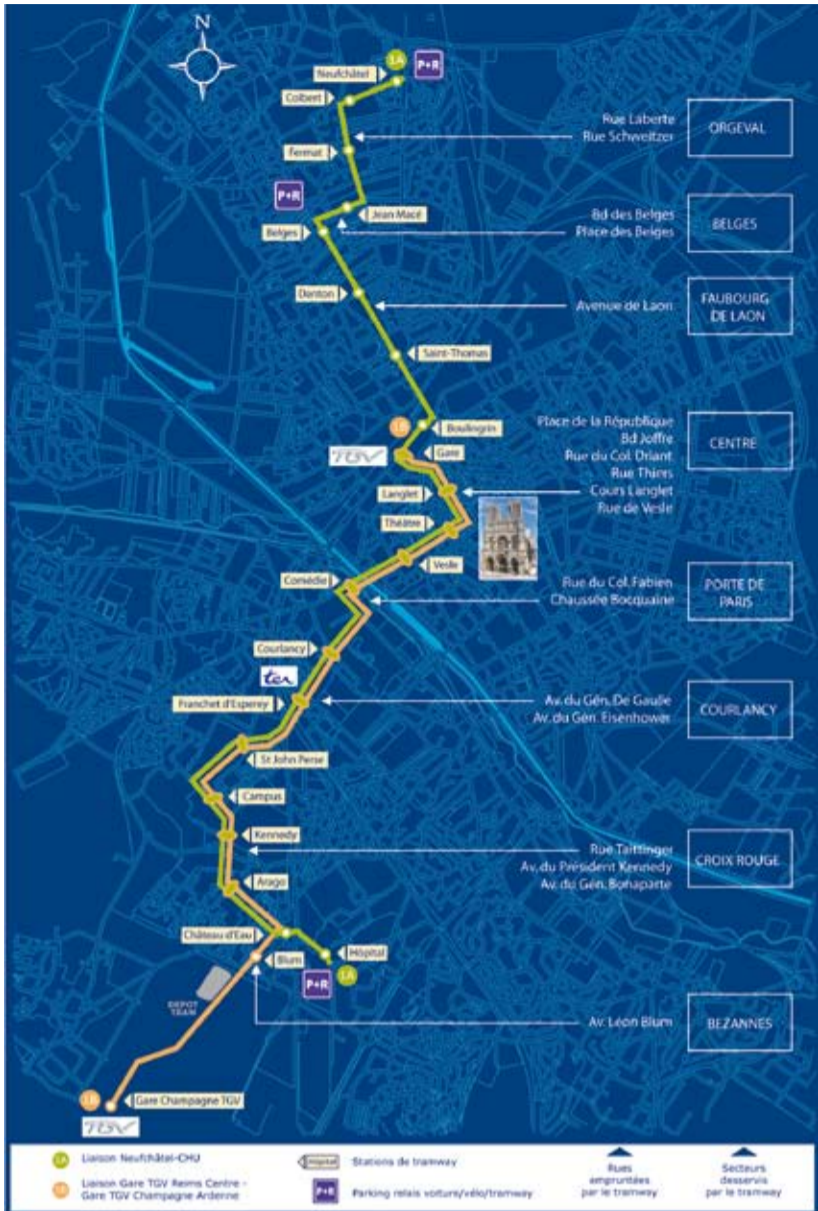 N
Neufchâtel
1A
P+R
Colbert
Rue Laberte
Rue Schweitzer
ORGEVAL
Fermat
P+R
Jean Macé
Belges
Bd des Belges
Place des Belges
BELGES
Danton
Avenue de Laon
FAUBOURG
DE LAON
Saint-Thomas
1B
Boulingrin
TGV
Gare
Langlet
Théâtre
Vesle
Place de la République
Bd Joffre
Rue du Col. Driant
Rue Thiers
Cours Langlet
Rue de Vesle
CENTRE
Comédie
Rue du Col. Fabien
Chaussée Bocquaine
PORTE DE
PARIS
Courlancy
ter
Franchet d'Esperey
Av. du Gén. De Gaulle
Av. du Gén. Eisenhower
COURLANCY
St John Perse
Campus
Kennedy
Rue Taittinger
Av. du Président Kennedy
Av. du Gén. Bonaparte
CROIX ROUGE
Arago
Château d'Eau
Hôpital
Blum
P+R
1A
DEPOT
TRAM
Av. Léon Blum
BEZANNES
1B
Gare Champagne TGV
TGV
1A
Liaison Neufchâtel-CHU
1B
Liaison Gare TGV Reims Centre -
Gare TGV Champagne Ardenne
Hôpital
Stations de tramway
P+R
Parking relais voiture/vélo/tramway
Rues
empruntées
par le tramway
Secteurs
desservis
par le tramway